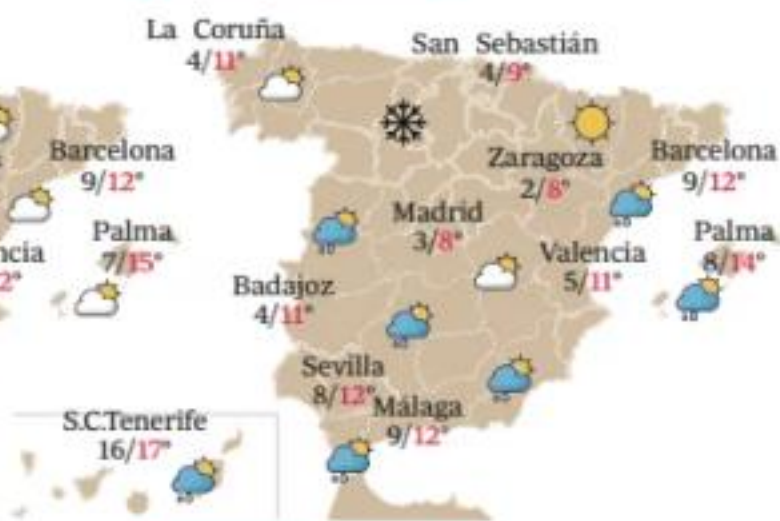 La Coruña
4/11°
San Sebastián
4/9°
Barcelona
9/12°
Zaragoza
2/8°
Barcelona
9/12°
Palma
7/15°
Madrid
3/8°
Valencia
5/11°
Palma
8/14°
ncia
2°
Badajoz
4/11°
Sevilla
8/12°
Málaga
9/12°
S.C.Tenerife
16/17°